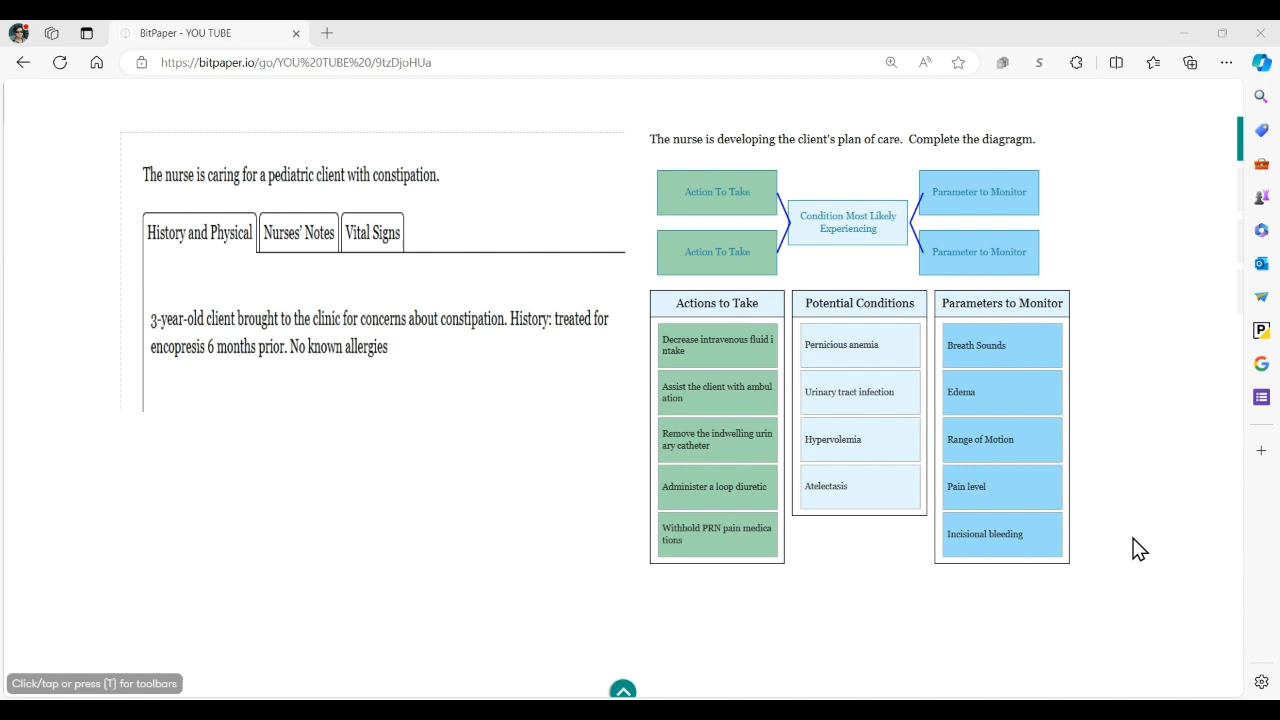 BitPaper - YOU TUBE
https://bitpaper.io/go/YOU%20TUBE%20/9tzDjoHUa
The nurse is caring for a pediatric client with constipation.
History and Physical
Nurses' Notes
Vital Signs
3-year-old client brought to the clinic for concerns about constipation. History: treated for
encopresis 6 months prior. No known allergies
The nurse is developing the client's plan of care. Complete the diagragm.
Action To Take
Action To Take
Condition Most Likely
Experiencing
Parameter to Monitor
Parameter to Monitor
Actions to Take
Decrease intravenous fluid i
ntake
Assist the client with ambul
ation
Remove the indwelling urin
ary catheter
Administer a loop diuretic
Withhold PRN pain medica
tions
Potential Conditions
Pernicious anemia
Urinary tract infection
Hypervolemia
Atelectasis
Parameters to Monitor
Breath Sounds
Edema
Range of Motion
Pain level
Incisional bleeding
Click/tap or press [T] for toolbars